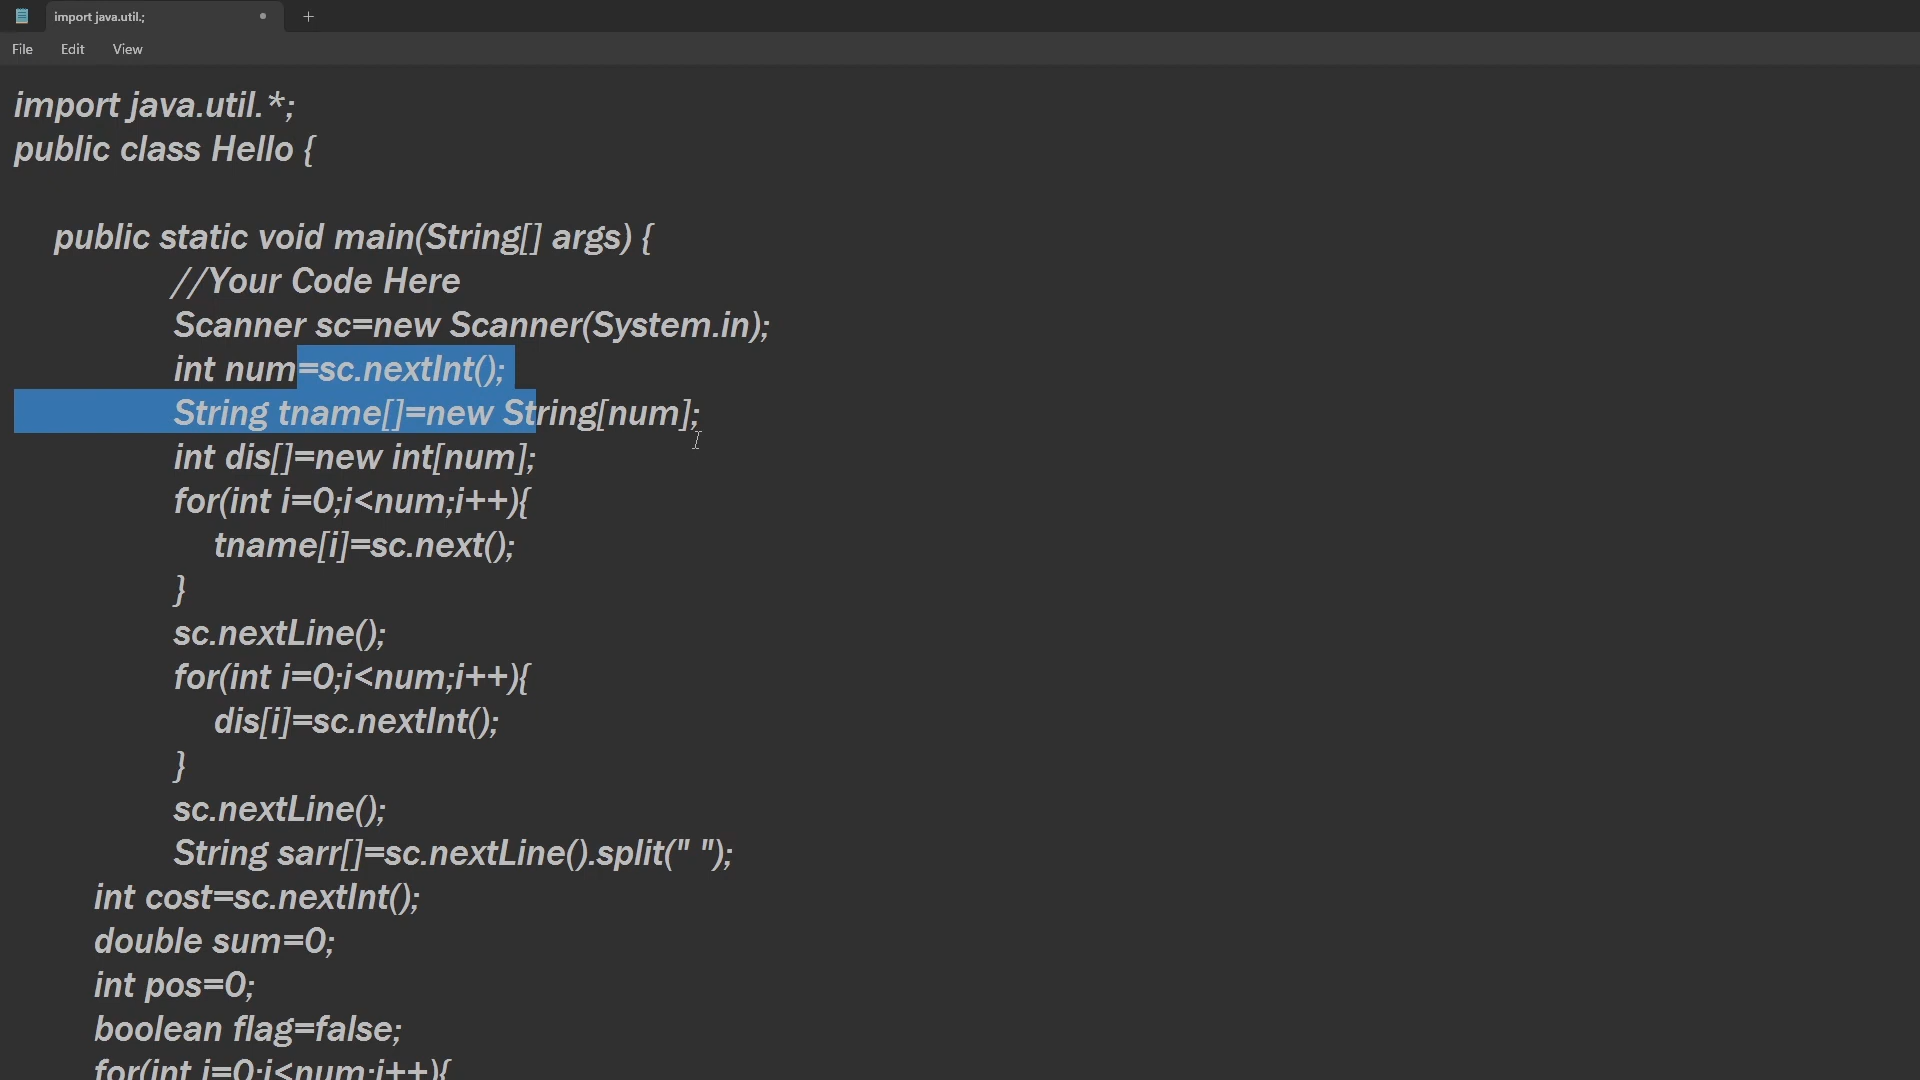 import java.util.;
File Edit View
import java.util.*;
public class Hello {
public static void main(String[] args) {
//Your Code Here
Scanner sc=new Scanner(System.in);
int num=sc.nextInt();
String tname[]=new String[num];
int dis[]=new int[num];
for(int i=0;i<num;i++){
tname[i]=sc.next();
}
sc.nextLine();
for(int i=0;i<num;i++){
dis[i]=sc.nextInt();
}
sc.nextLine();
String sarr[]=sc.nextLine().split(" ");
int cost=sc.nextInt();
double sum=0;
int pos=0;
boolean flag=false;
for(int i=0;i<num;i++){